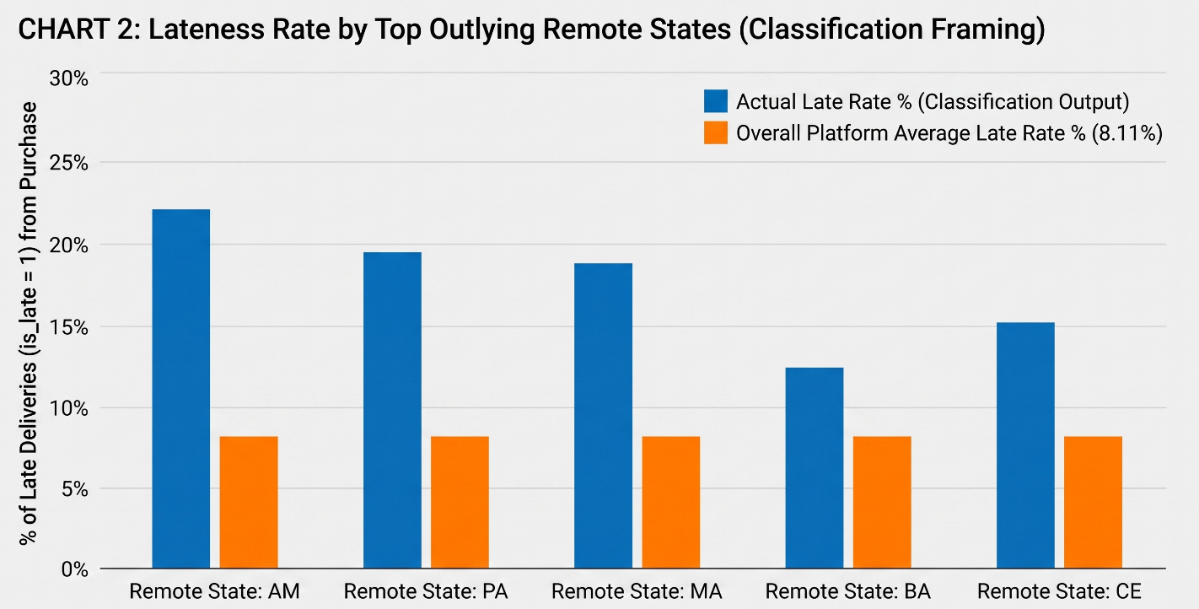 CHART 2: Lateness Rate by Top Outlying Remote States (Classification Framing)
% of Late Deliveries (is_late = 1) from Purchase
30%
25%
20%
15%
10%
5%
0%
Actual Late Rate % (Classification Output)
Overall Platform Average Late Rate % (8.11%)
Remote State: AM
Remote State: PA
Remote State: MA
Remote State: BA
Remote State: CE